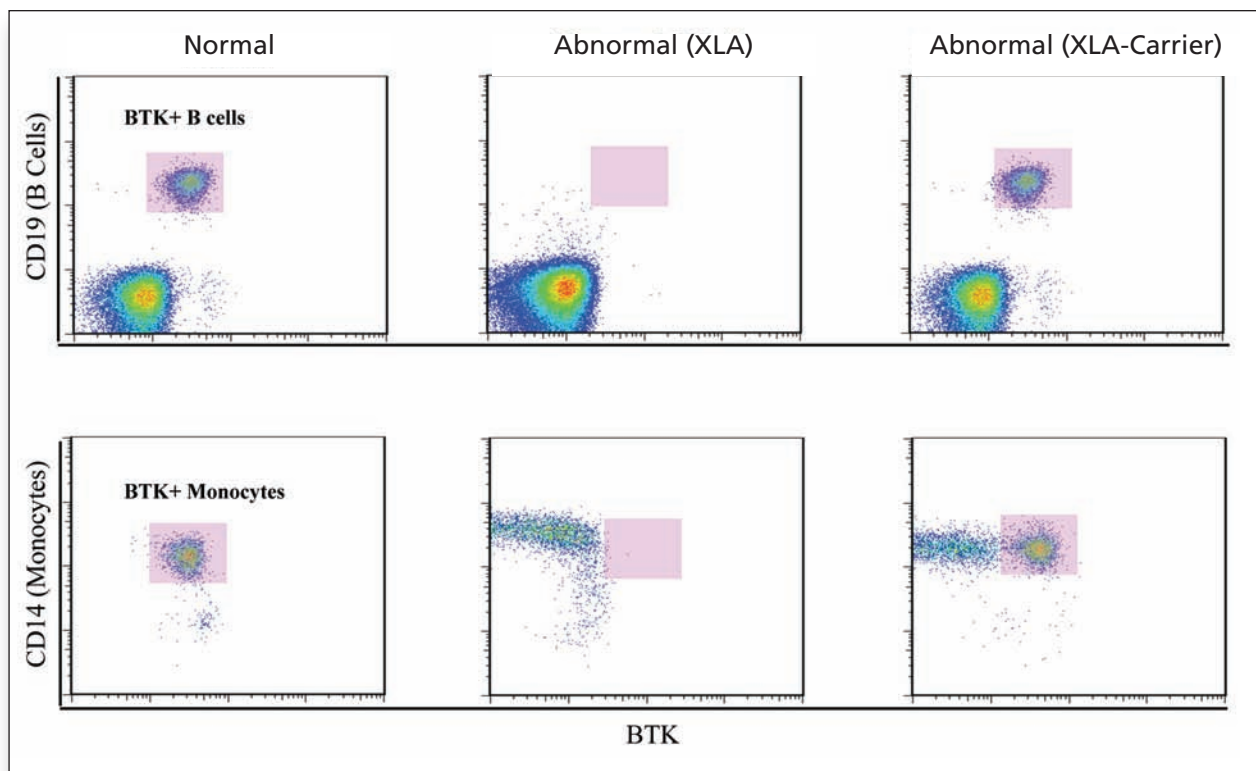 Normal
Abnormal (XLA)
Abnormal (XLA-Carrier)
CD19 (B Cells)
BTK+ B cells
CD14 (Monocytes)
BTK+ Monocytes
BTK